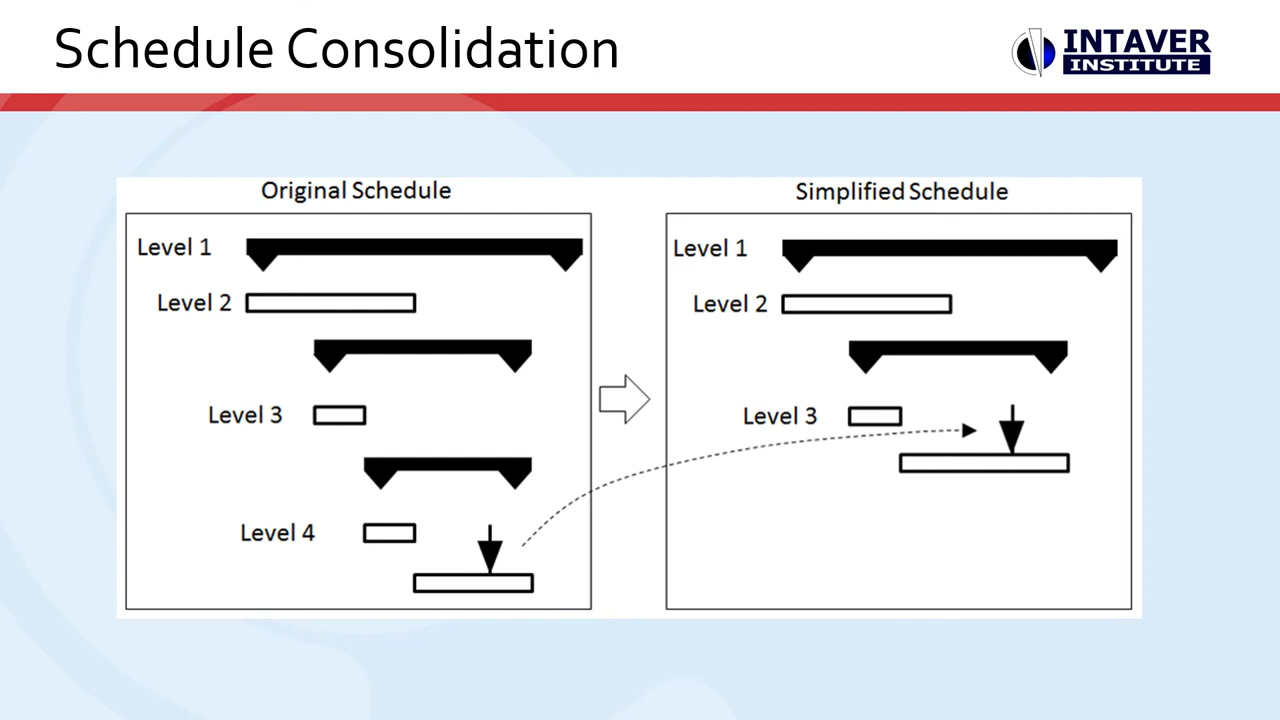 Schedule Consolidation
INTAVER
INSTITUTE
Original Schedule
Level 1
Level 2
Level 3
Level 4
Simplified Schedule
Level 1
Level 2
Level 3